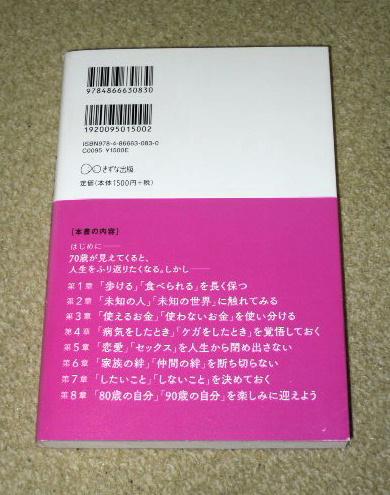 9784866630830
1920095015002
ISBN978-4-86663-083-0
C0095 ¥1500E
きずな出版
定価(本体1500円+税)
[本書の内容]
はじめに——
70歳が見えてくると、
人生をふり返りたくなる。しかし——
第1章 「歩ける」「食べられる」を長く保つ
第2章 「未知の人」「未知の世界」に触れてみる
第3章 「使えるお金」「使わないお金」を使い分ける
第4章 「病気をしたとき」「ケガをしたとき」を覚悟しておく
第5章 「恋愛」「セックス」を人生から閉め出さない
第6章 「家族の絆」「仲間の絆」を断ち切らない
第7章 「したいこと」「しないこと」を決めておく
第8章 「80歳の自分」「90歳の自分」を楽しみに迎えよう